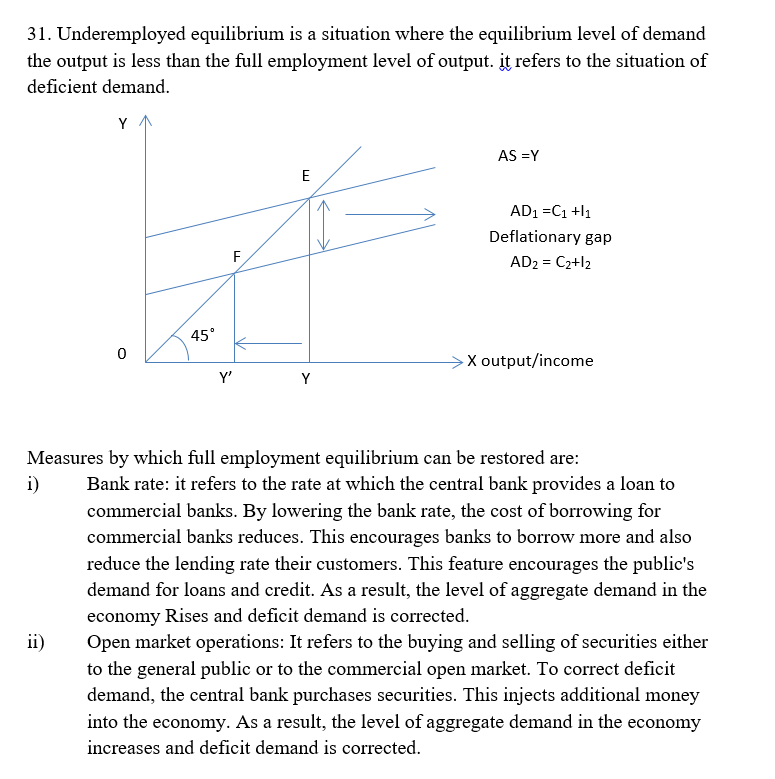 31. Underemployed equilibrium is a situation where the equilibrium level of demand
the output is less than the full employment level of output. it refers to the situation of
deficient demand.
Y
AS =Y
E
AD₁ =C₁ +I₁
Deflationary gap
F
AD₂ = C₂+I₂
45°
0
X output/income
Y’
Y
Measures by which full employment equilibrium can be restored are:
i) Bank rate: it refers to the rate at which the central bank provides a loan to
commercial banks. By lowering the bank rate, the cost of borrowing for
commercial banks reduces. This encourages banks to borrow more and also
reduce the lending rate their customers. This feature encourages the public's
demand for loans and credit. As a result, the level of aggregate demand in the
economy Rises and deficit demand is corrected.
ii) Open market operations: It refers to the buying and selling of securities either
to the general public or to the commercial open market. To correct deficit
demand, the central bank purchases securities. This injects additional money
into the economy. As a result, the level of aggregate demand in the economy
increases and deficit demand is corrected.